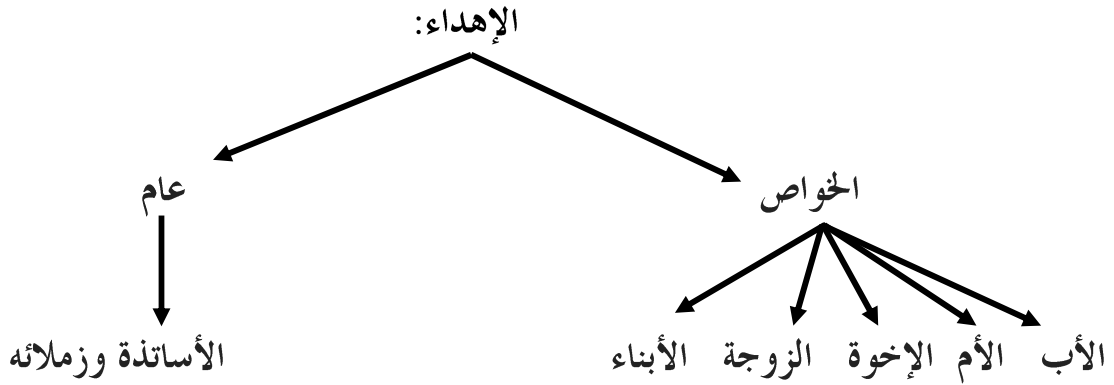 الإهداء:
الخواص
عام
الأب الأم الإخوة الزوجة الأبناء
الأساتذة وزملائه